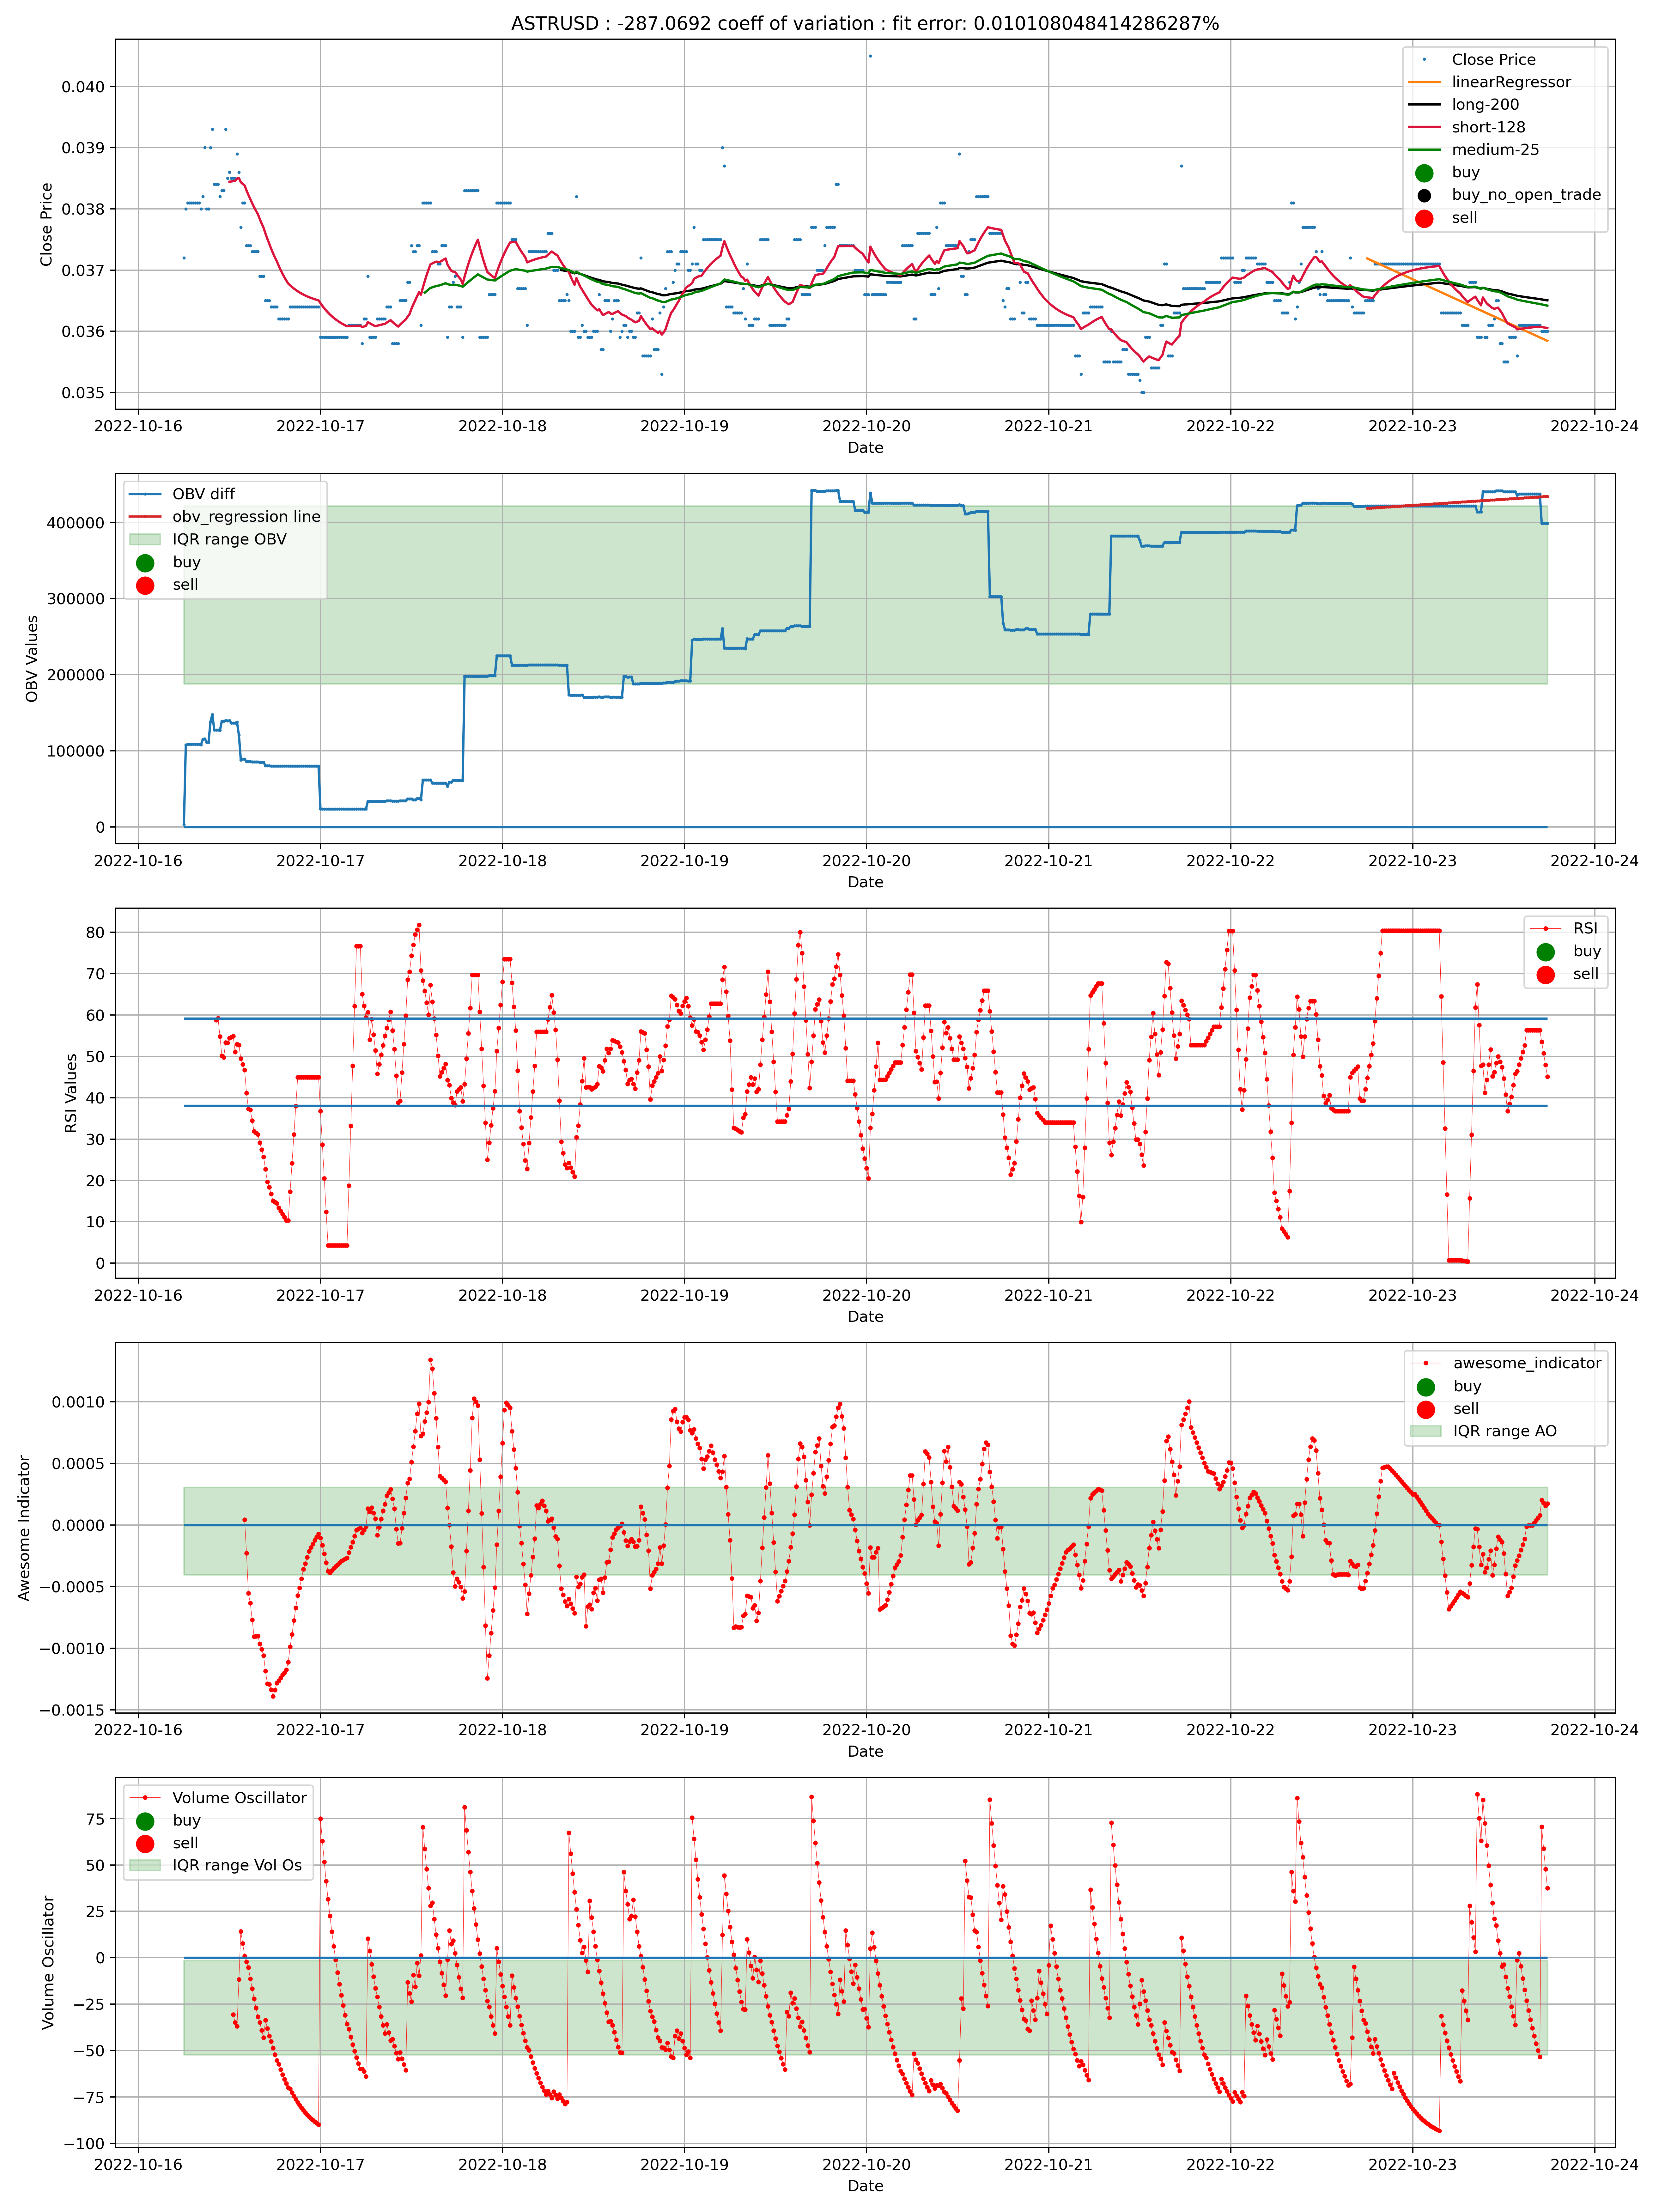 ASTRUSD : -287.0692 coeff of variation : fit error: 0.010108048414286287%
Close Price
0.040
0.039
0.038
0.037
0.036
0.035
Close Price
linearRegressor
long-200
short-128
medium-25
buy
buy_no_open_trade
sell
2022-10-16 2022-10-17 2022-10-18 2022-10-19 2022-10-20 2022-10-21 2022-10-22 2022-10-23 2022-10-24
Date
OBV Values
400000
300000
200000
100000
0
OBV diff
obv_regression line
IQR range OBV
buy
sell
2022-10-16 2022-10-17 2022-10-18 2022-10-19 2022-10-20 2022-10-21 2022-10-22 2022-10-23 2022-10-24
Date
RSI Values
80
70
60
50
40
30
20
10
0
RSI
buy
sell
2022-10-16 2022-10-17 2022-10-18 2022-10-19 2022-10-20 2022-10-21 2022-10-22 2022-10-23 2022-10-24
Date
Awesome Indicator
0.0010
0.0005
0.0000
−0.0005
−0.0010
−0.0015
awesome_indicator
buy
sell
IQR range AO
2022-10-16 2022-10-17 2022-10-18 2022-10-19 2022-10-20 2022-10-21 2022-10-22 2022-10-23 2022-10-24
Date
Volume Oscillator
75
50
25
0
−25
−50
−75
−100
Volume Oscillator
buy
sell
IQR range Vol Os
2022-10-16 2022-10-17 2022-10-18 2022-10-19 2022-10-20 2022-10-21 2022-10-22 2022-10-23 2022-10-24
Date